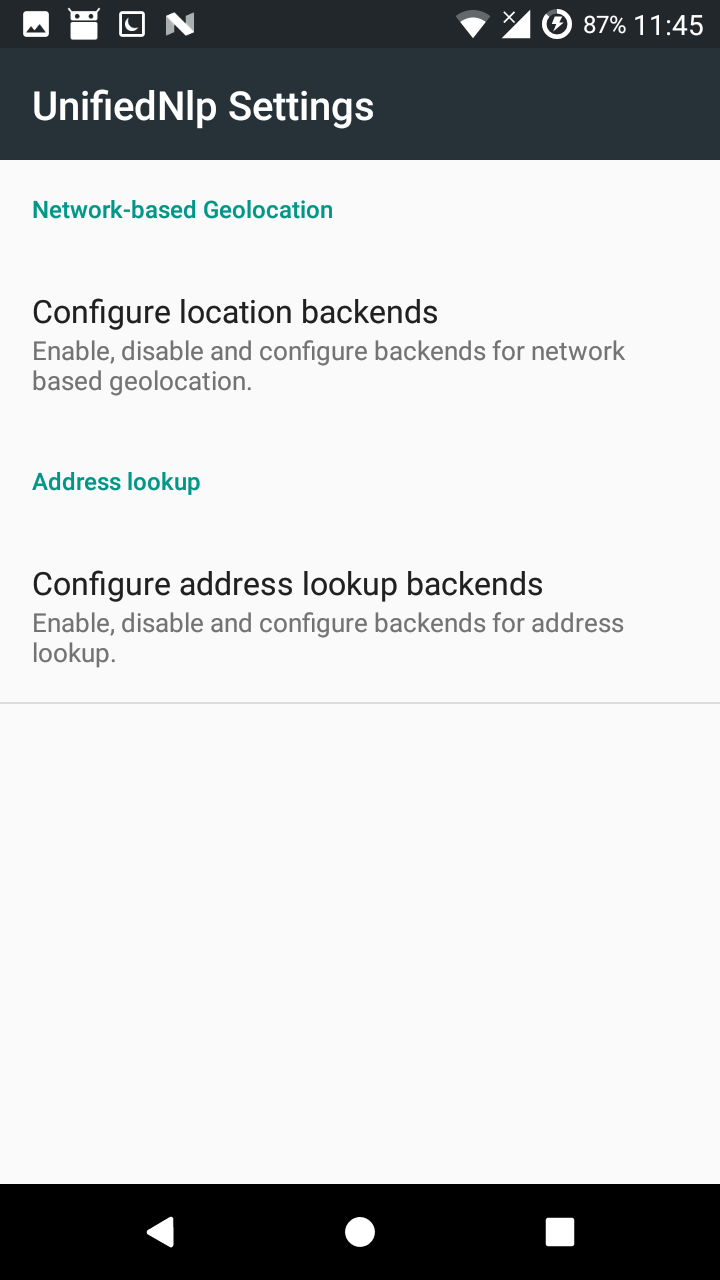 87% 11:45
UnifiedNlp Settings
Network-based Geolocation
Configure location backends
Enable, disable and configure backends for network
based geolocation.
Address lookup
Configure address lookup backends
Enable, disable and configure backends for address
lookup.